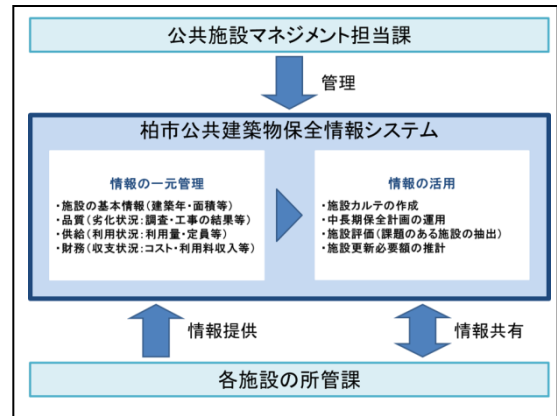 公共施設マネジメント担当課
管理
柏市公共建築物保全情報システム
情報の一元管理
・施設の基本情報(建築年・面積等)
・品質(劣化状況:調査・工事の結果等)
・供給(利用状況:利用量・定員等)
・財務(収支状況:コスト・利用料収入等)
情報の活用
・施設カルテの作成
・中長期保全計画の運用
・施設評価(課題のある施設の抽出)
・施設更新必要額の推計
情報提供
情報共有
各施設の所管課